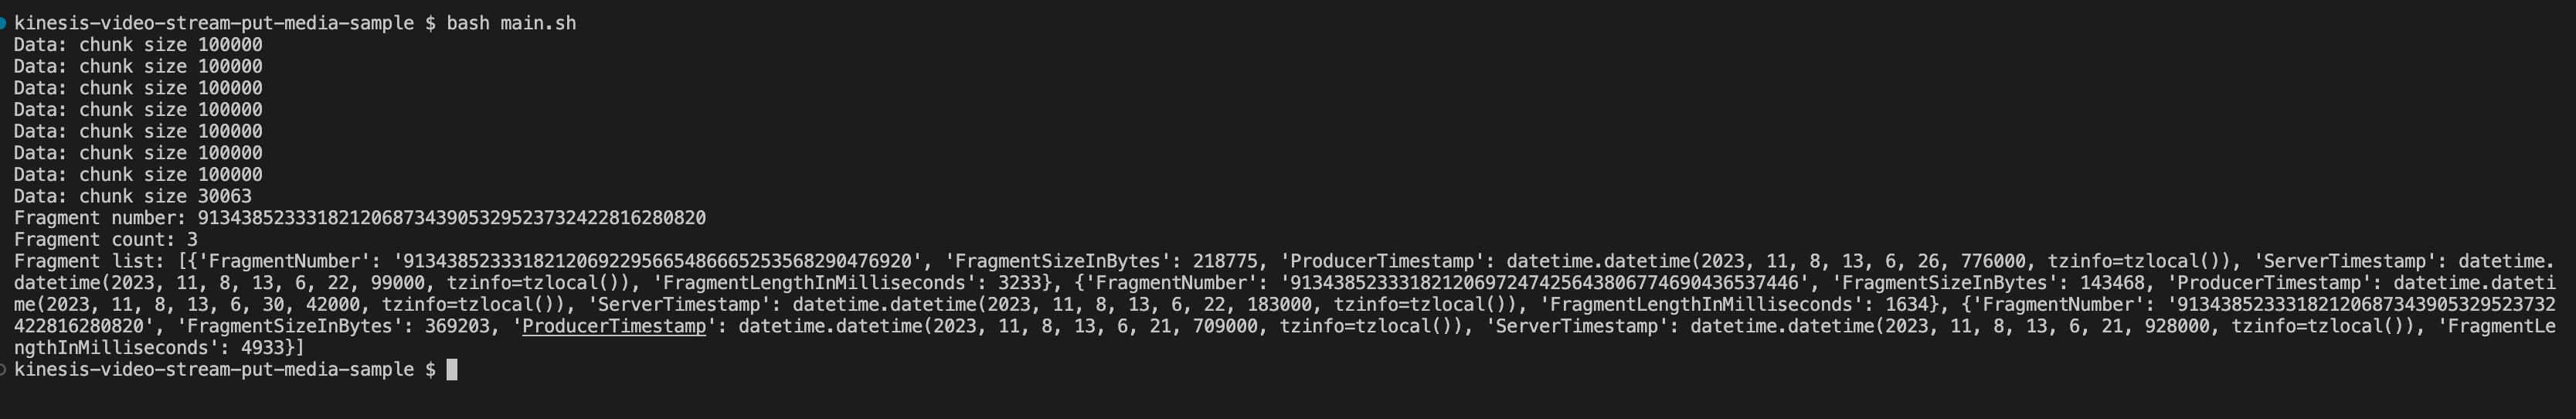 kinesis-video-stream-put-media-sample $ bash main.sh
Data: chunk size 100000
Data: chunk size 100000
Data: chunk size 100000
Data: chunk size 100000
Data: chunk size 100000
Data: chunk size 100000
Data: chunk size 100000
Data: chunk size 30063
Fragment number: 91343852333182120687343905329523732422816280820
Fragment count: 3
Fragment list: [{'FragmentNumber': '91343852333182120692295665486665253568290476920', 'FragmentSizeInBytes': 218775, 'ProducerTimestamp': datetime.datetime(2023, 11, 8, 13, 6, 26, 776000, tzinfo=tzlocal()), 'ServerTimestamp': datetime.
datetime(2023, 11, 8, 13, 6, 22, 99000, tzinfo=tzlocal()), 'FragmentLengthInMilliseconds': 3233}, {'FragmentNumber': '91343852333182120697247425643806774690436537446', 'FragmentSizeInBytes': 143468, 'ProducerTimestamp': datetime.dateti
me(2023, 11, 8, 13, 6, 30, 42000, tzinfo=tzlocal()), 'ServerTimestamp': datetime.datetime(2023, 11, 8, 13, 6, 22, 183000, tzinfo=tzlocal()), 'FragmentLengthInMilliseconds': 1634}, {'FragmentNumber': '91343852333182120687343905329523732
422816280820', 'FragmentSizeInBytes': 369203, 'ProducerTimestamp': datetime.datetime(2023, 11, 8, 13, 6, 21, 709000, tzinfo=tzlocal()), 'ServerTimestamp': datetime.datetime(2023, 11, 8, 13, 6, 21, 928000, tzinfo=tzlocal()), 'FragmentLe
ngthInMilliseconds': 4933}]
kinesis-video-stream-put-media-sample $